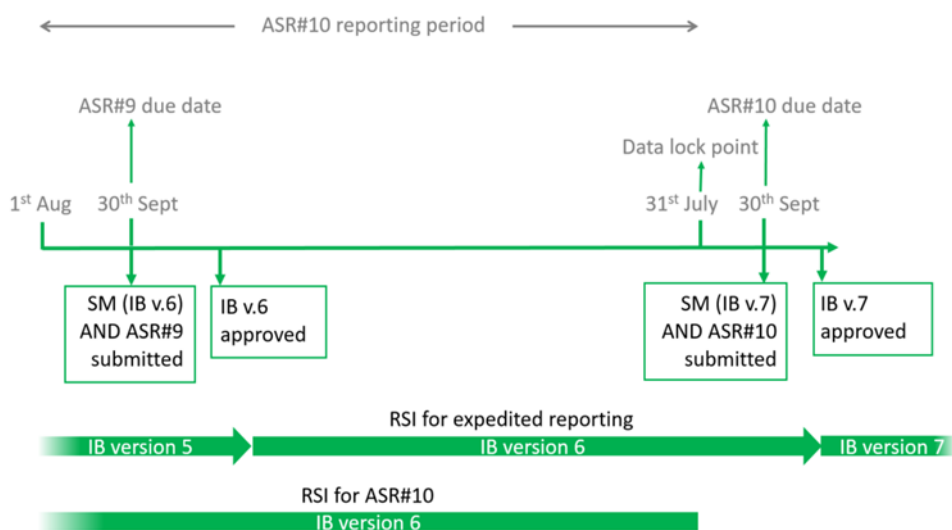 ASR#10 reporting period
ASR#9 due date
ASR#10 due date
Data lock point
1st Aug
30th Sept
31st July
30th Sept
SM (IB v.6)
AND ASR#9
submitted
IB v.6
approved
SM (IB v.7)
AND ASR#10
submitted
IB v.7
approved
RSI for expedited reporting
IB version 5
IB version 6
IB version 7
RSI for ASR#10
IB version 6